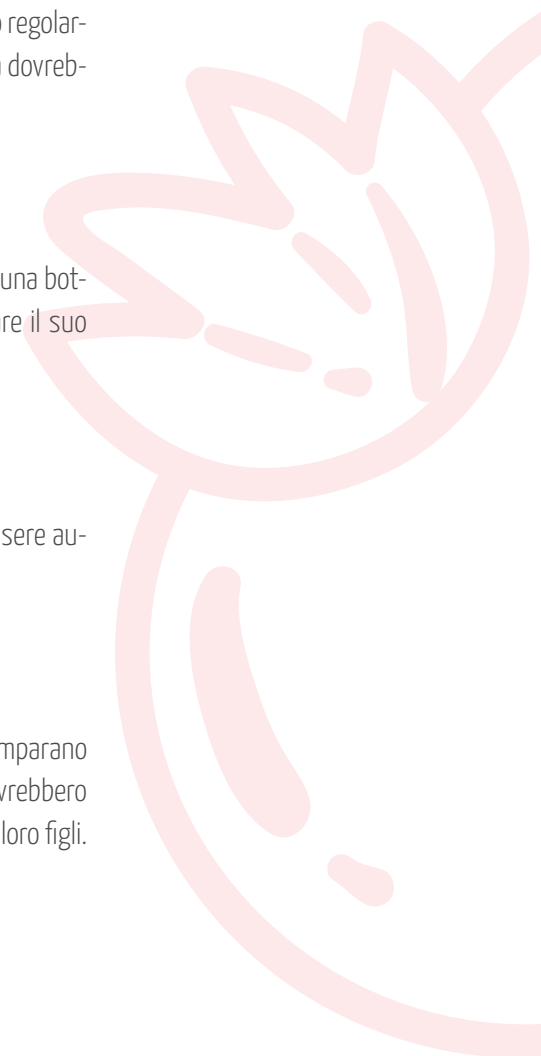 regolar-
dovreb-
una bot-
re il suo
sere au-
mparano
vrebbero
loro figli.